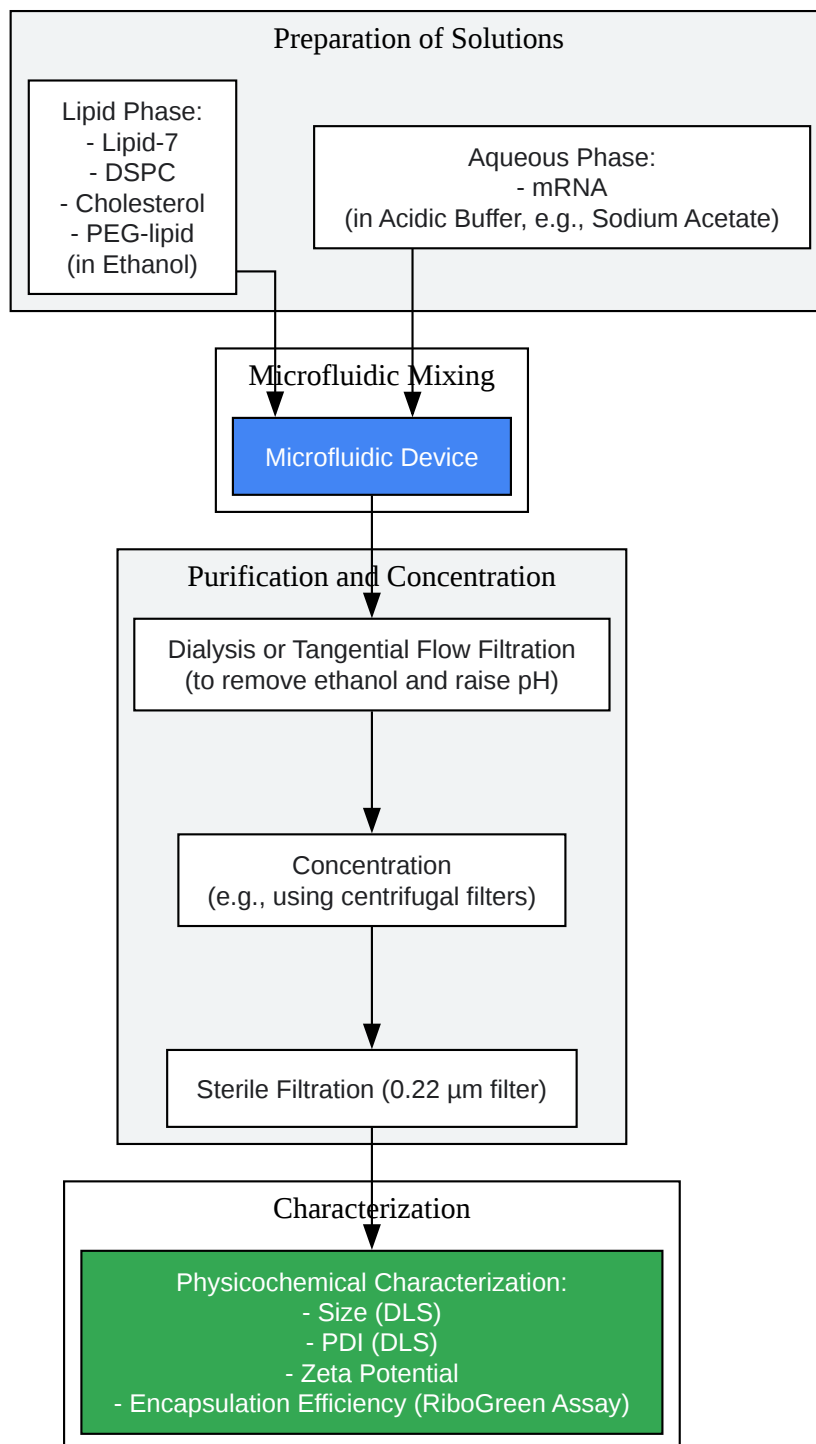 Preparation of Solutions
Lipid Phase:
- Lipid-7
- DSPC
- Cholesterol
- PEG-lipid
(in Ethanol)
Aqueous Phase:
- mRNA
(in Acidic Buffer, e.g., Sodium Acetate)
Microfluidic Mixing
Microfluidic Device
Purification and Concentration
Dialysis or Tangential Flow Filtration
(to remove ethanol and raise pH)
Concentration
(e.g., using centrifugal filters)
Sterile Filtration (0.22 µm filter)
Characterization
Physicochemical Characterization:
- Size (DLS)
- PDI (DLS)
- Zeta Potential
- Encapsulation Efficiency (RiboGreen Assay)